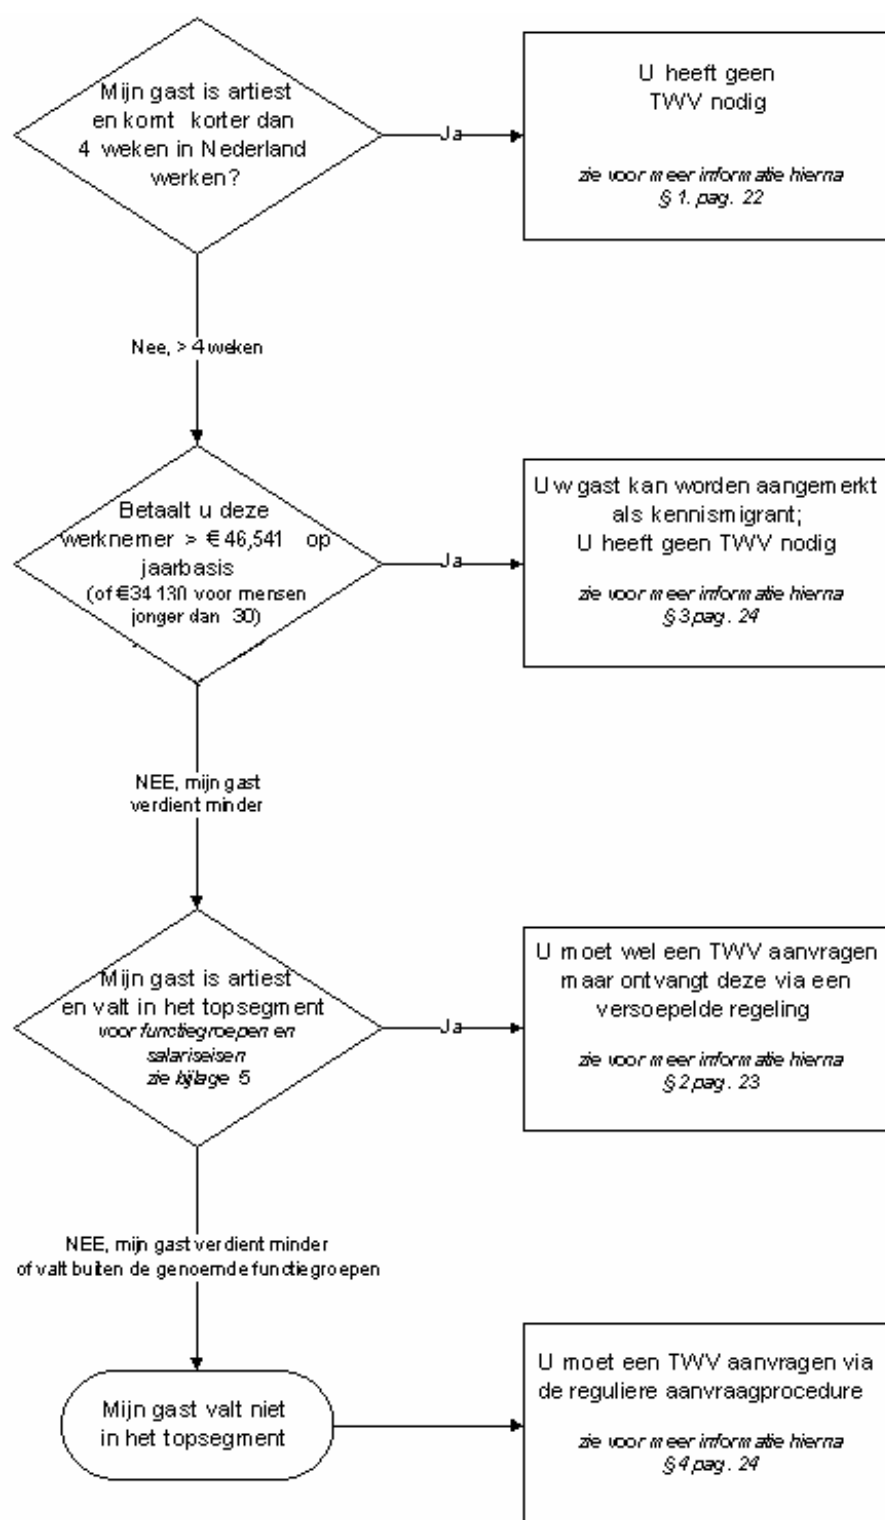 Mijn gast is artiest
en komt korter dan
4 weken in Nederland
werken?
Ja
U heeft geen
TWV nodig
zie voor meer informatie hierna
§ 1. pag. 22
Nee, > 4 weken
Betaalt u deze
werknemer > € 46,541 op
jaarbasis
(of €34.130 voor mensen
jonger dan 30)
Ja
Uw gast kan worden aangemerkt
als kennismigrant;
U heeft geen TWV nodig
zie voor meer informatie hierna
§ 3 pag. 24
NEE, mijn gast
verdient minder
Mijn gast is artiest
en valt in het topsegment
voor functiegroepen en
salariseisen
zie bijlage 5
Ja
U moet wel een TWV aanvragen
maar ontvangt deze via een
versoepelde regeling
zie voor meer informatie hierna
§ 2 pag. 23
NEE, mijn gast verdient minder
of valt buiten de genoemde functiegroepen
Mijn gast valt niet
in het topsegment
U moet een TWV aanvragen via
de reguliere aanvraagprocedure
zie voor meer informatie hierna
§ 4 pag. 24